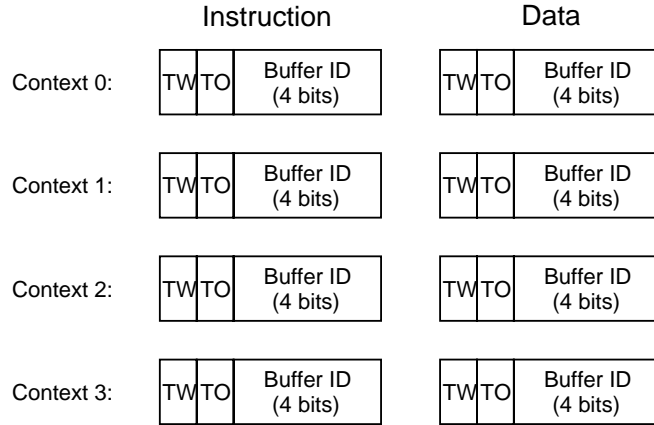 Instruction Data
Context 0: TW TO Buffer ID (4 bits) TW TO Buffer ID (4 bits)
Context 1: TW TO Buffer ID (4 bits) TW TO Buffer ID (4 bits)
Context 2: TW TO Buffer ID (4 bits) TW TO Buffer ID (4 bits)
Context 3: TW TO Buffer ID (4 bits) TW TO Buffer ID (4 bits)